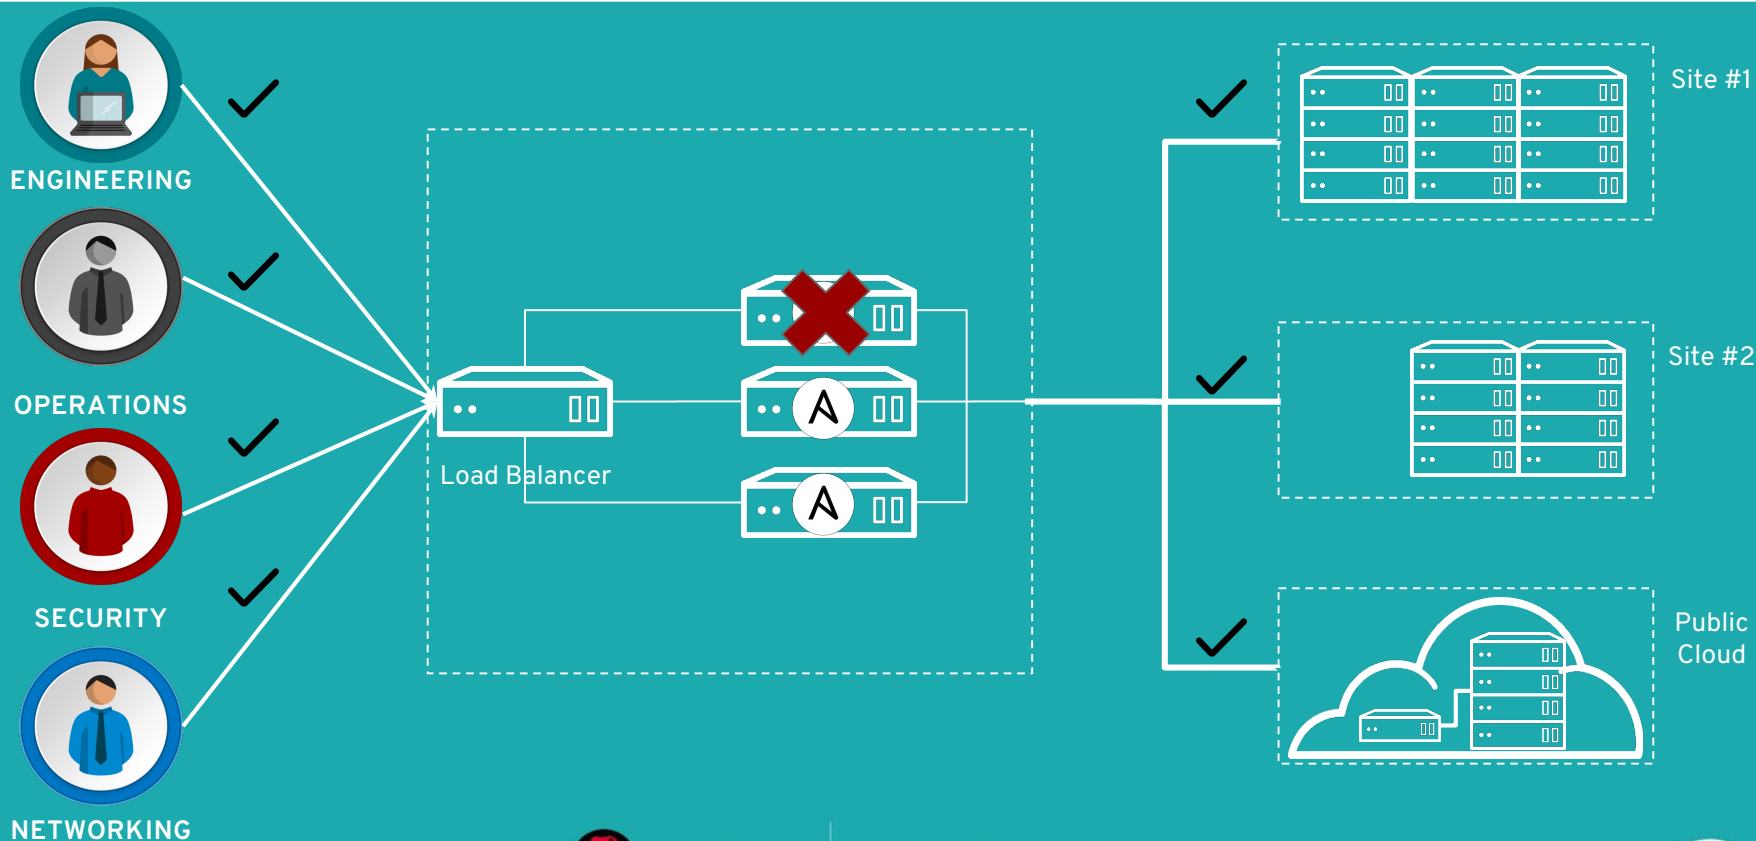 ENGINEERING
OPERATIONS
SECURITY
NETWORKING
Load Balancer
Site #1
Site #2
Public
Cloud